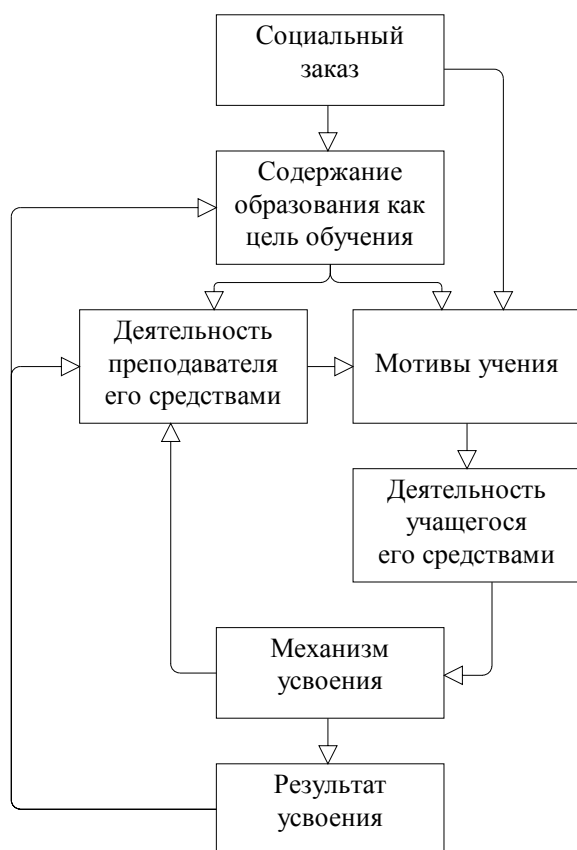 Социальный
заказ
Содержание
образования как
цель обучения
Деятельность
преподавателя
его средствами
Мотивы учения
Деятельность
учащегося
его средствами
Механизм
усвоения
Результат
усвоения